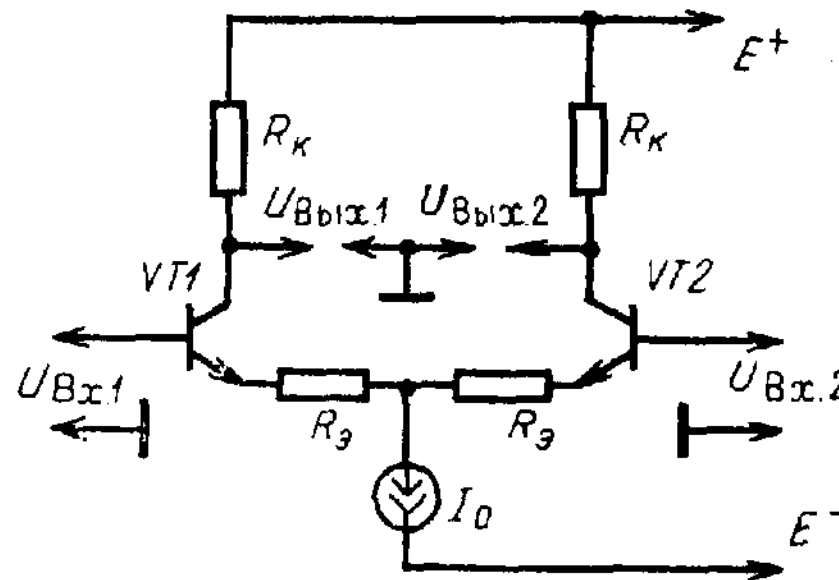 E⁺
Rк Rк
Uвых.1 Uвых.2
VT1 VT2
Uвх.1 Uвх.2
Rэ Rэ
I₀
E⁻